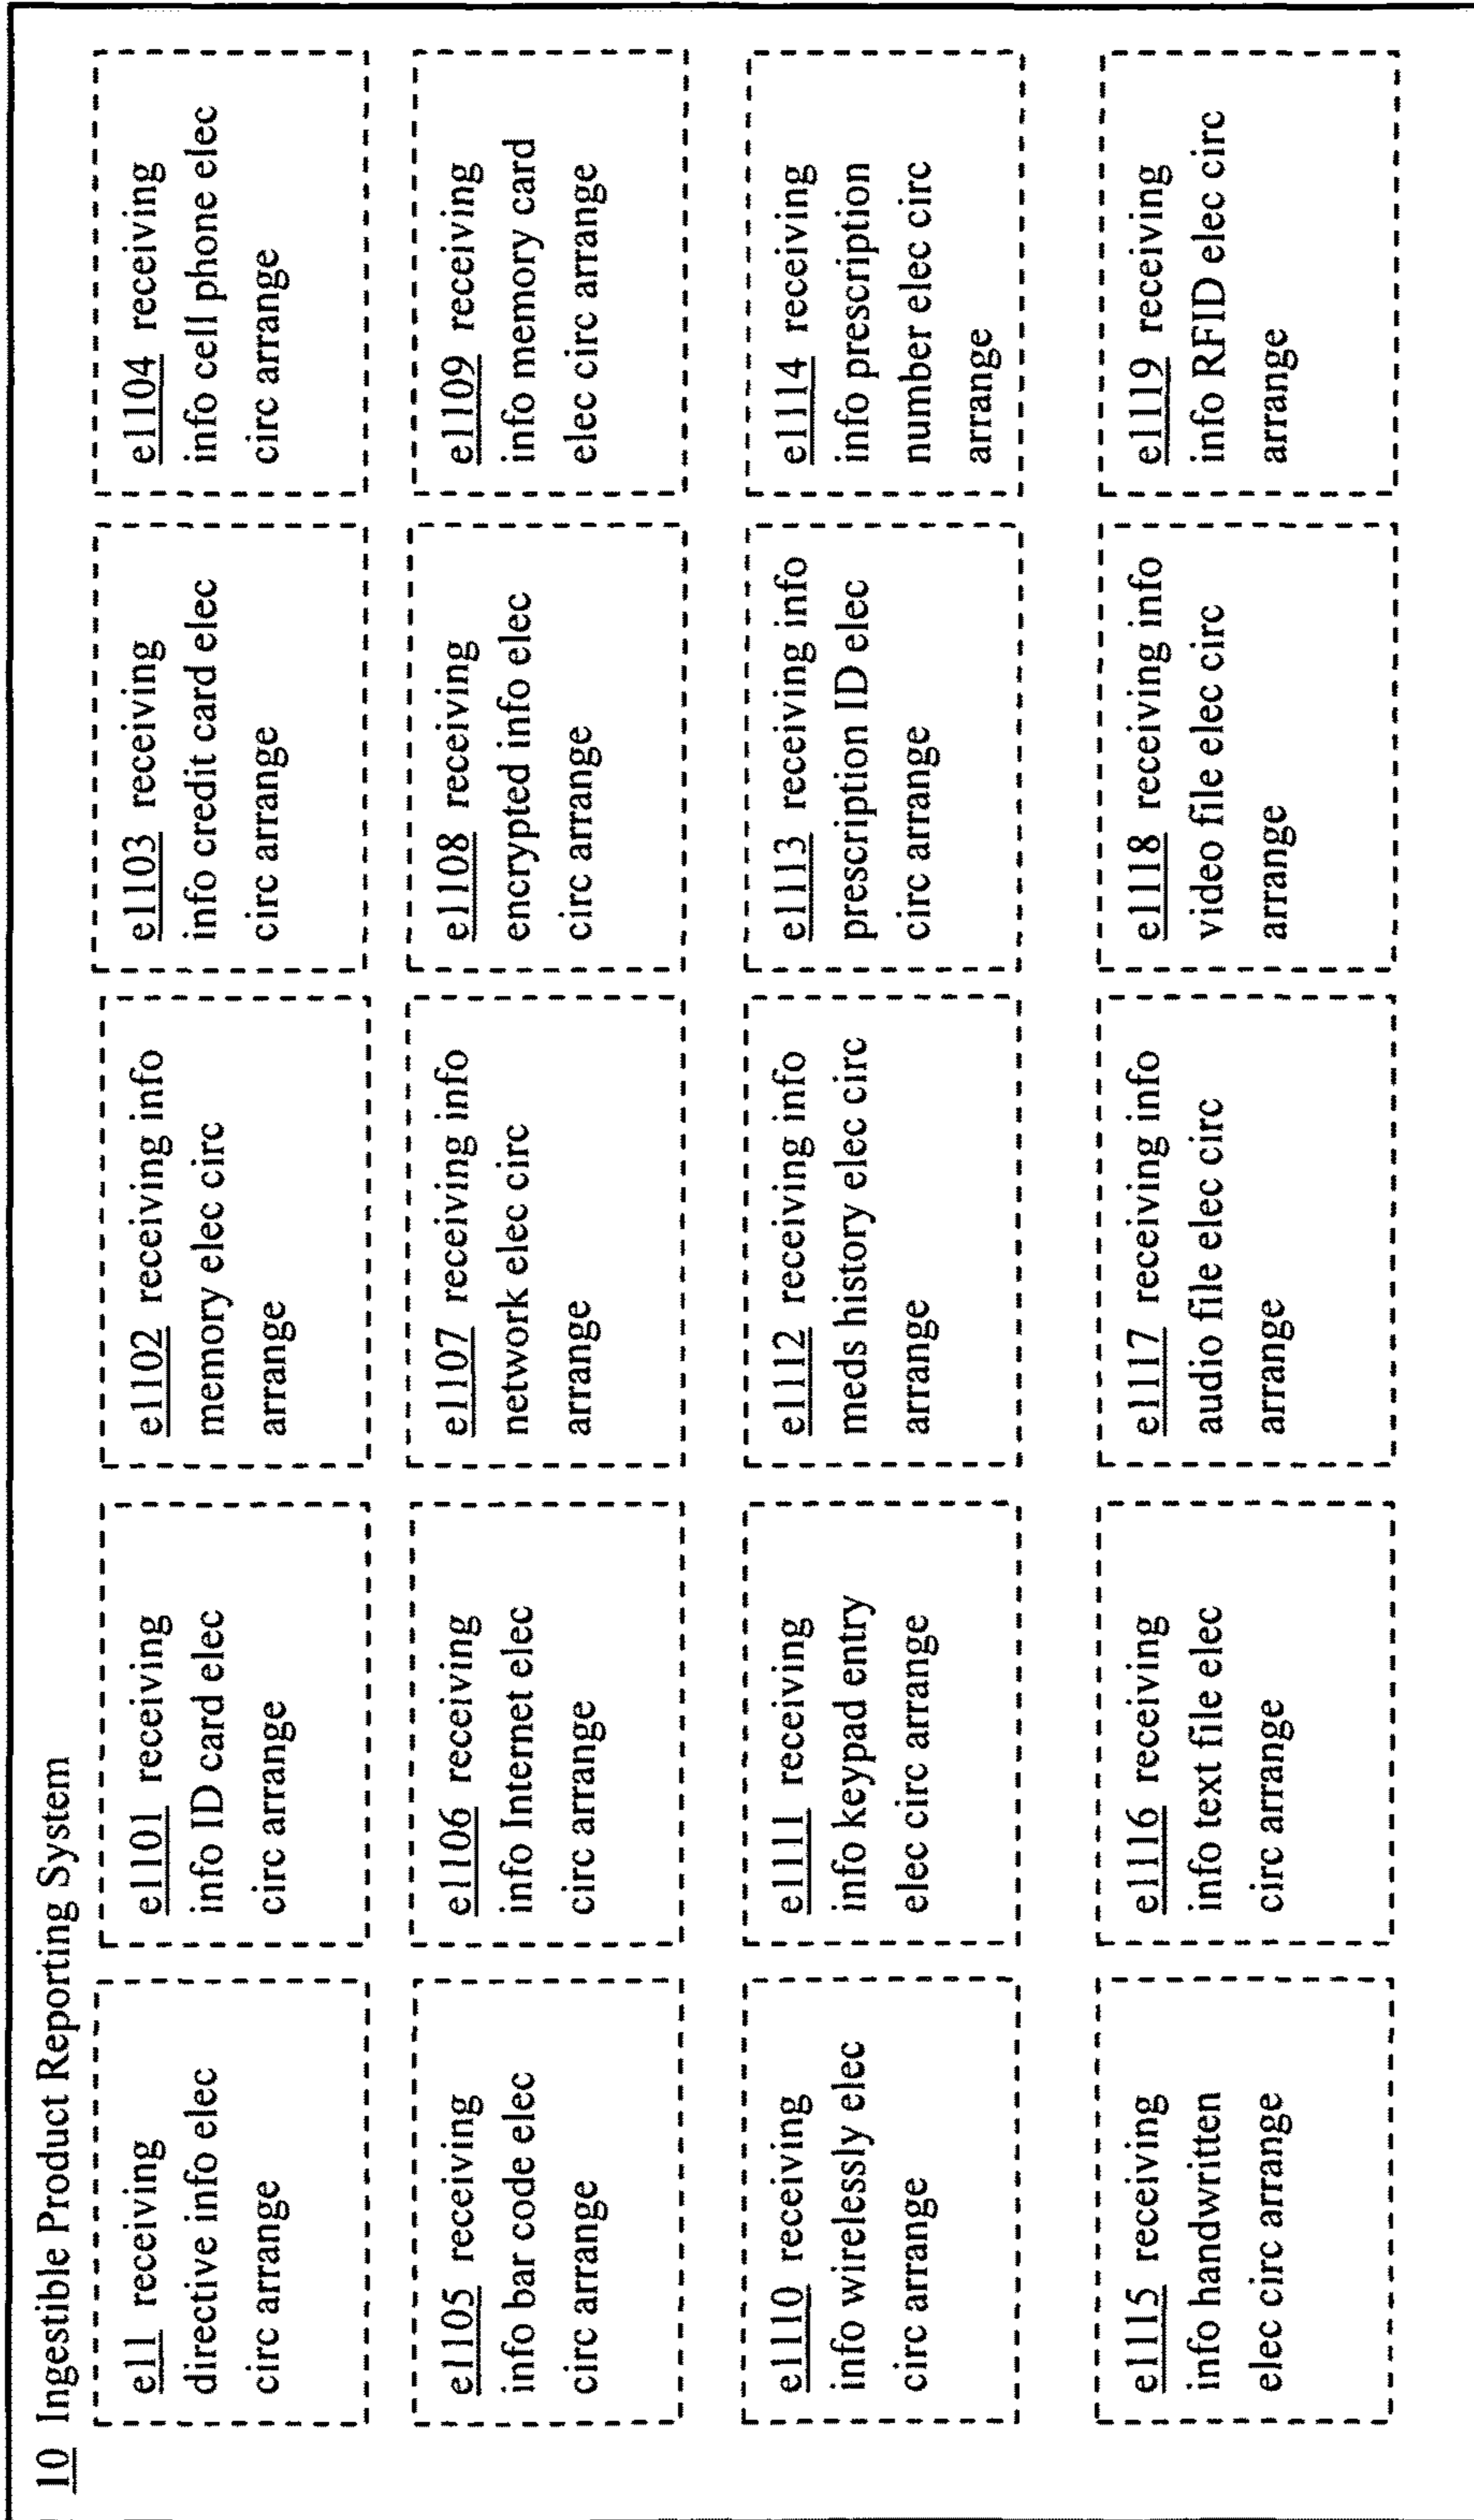 10 Ingestible Product Reporting System
e11 receiving
directive info elec
circ arrange
e1101 receiving
info ID card elec
circ arrange
e1102 receiving info
memory elec circ
arrange
e1103 receiving
info credit card elec
circ arrange
e1104 receiving
info cell phone elec
circ arrange
e1105 receiving
info bar code elec
circ arrange
e1106 receiving
info Internet elec
circ arrange
e1107 receiving info
network elec circ
arrange
e1108 receiving
encrypted info elec
circ arrange
e1109 receiving
info memory card
elec circ arrange
e1110 receiving
info wirelessly elec
circ arrange
e1111 receiving
info keypad entry
elec circ arrange
e1112 receiving info
meds history elec circ
arrange
e1113 receiving info
prescription ID elec
circ arrange
e1114 receiving
info prescription
number elec circ
arrange
e1115 receiving
info handwritten
elec circ arrange
e1116 receiving
info text file elec
circ arrange
e1117 receiving info
audio file elec circ
arrange
e1118 receiving info
video file elec circ
arrange
e1119 receiving
info RFID elec circ
arrange